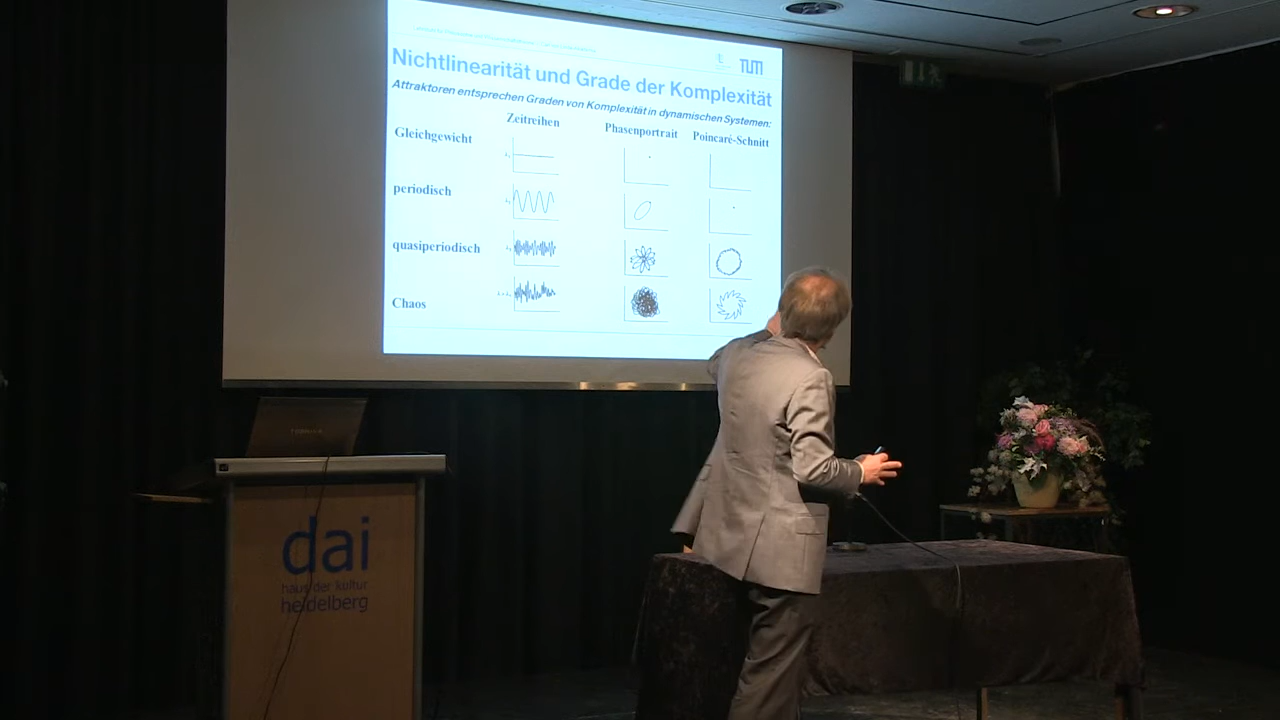 TUM
Nichtlinearität und Grade der Komplexität
Attraktoren entsprechen Graden von Komplexität in dynamischen Systemen:
Zeitreihen Phasenportrait Poincaré-Schnitt
Gleichgewicht
periodisch
quasiperiodisch
Chaos
TOSHIBA
dai
haus der kultur
heidelberg